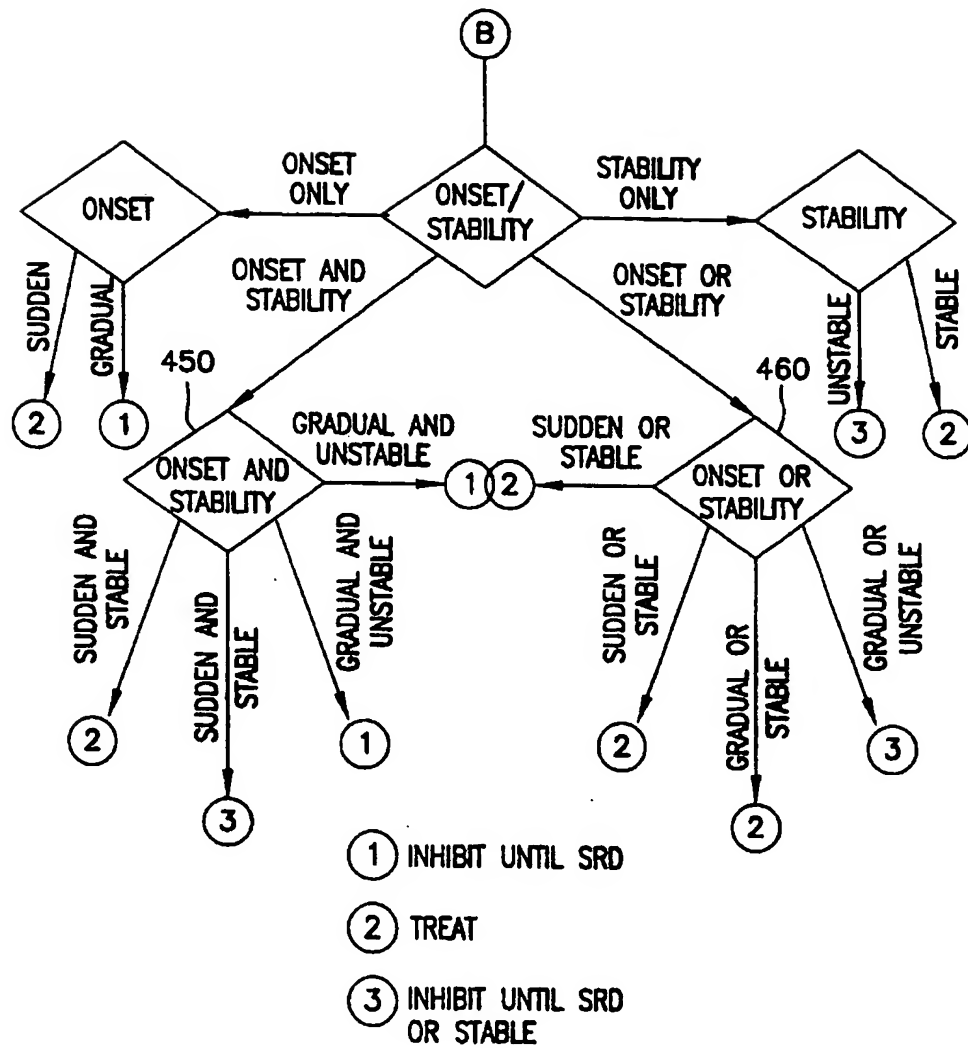 B
ONSET
ONLY
STABILITY
ONLY
ONSET
ONSET/
STABILITY
STABILITY
ONSET AND
STABILITY
ONSET OR
STABILITY
SUDDEN
GRADUAL
UNSTABLE
STABLE
450
460
2
1
3
2
GRADUAL AND
UNSTABLE
SUDDEN OR
STABLE
ONSET AND
STABILITY
1
2
ONSET OR
STABILITY
SUDDEN AND
STABLE
SUDDEN AND
STABLE
GRADUAL AND
UNSTABLE
SUDDEN OR
STABLE
GRADUAL OR
STABLE
GRADUAL OR
UNSTABLE
2
3
1
2
2
3
1 INHIBIT UNTIL SRD
2 TREAT
3 INHIBIT UNTIL SRD
OR STABLE